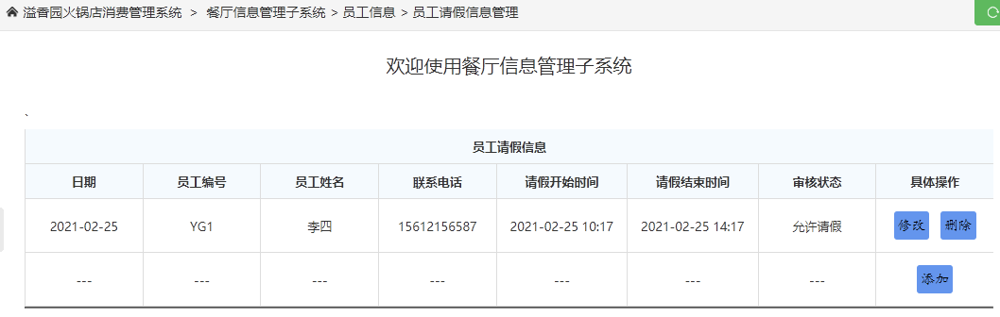 溢香园火锅店消费管理系统 > 餐厅信息管理子系统 > 员工信息 > 员工请假信息管理
欢迎使用餐厅信息管理子系统
、
员工请假信息
日期 员工编号 员工姓名 联系电话 请假开始时间 请假结束时间 审核状态 具体操作
2021-02-25 YG1 李四 15612156587 2021-02-25 10:17 2021-02-25 14:17 允许请假 修改 删除
--- --- --- --- --- --- --- 添加